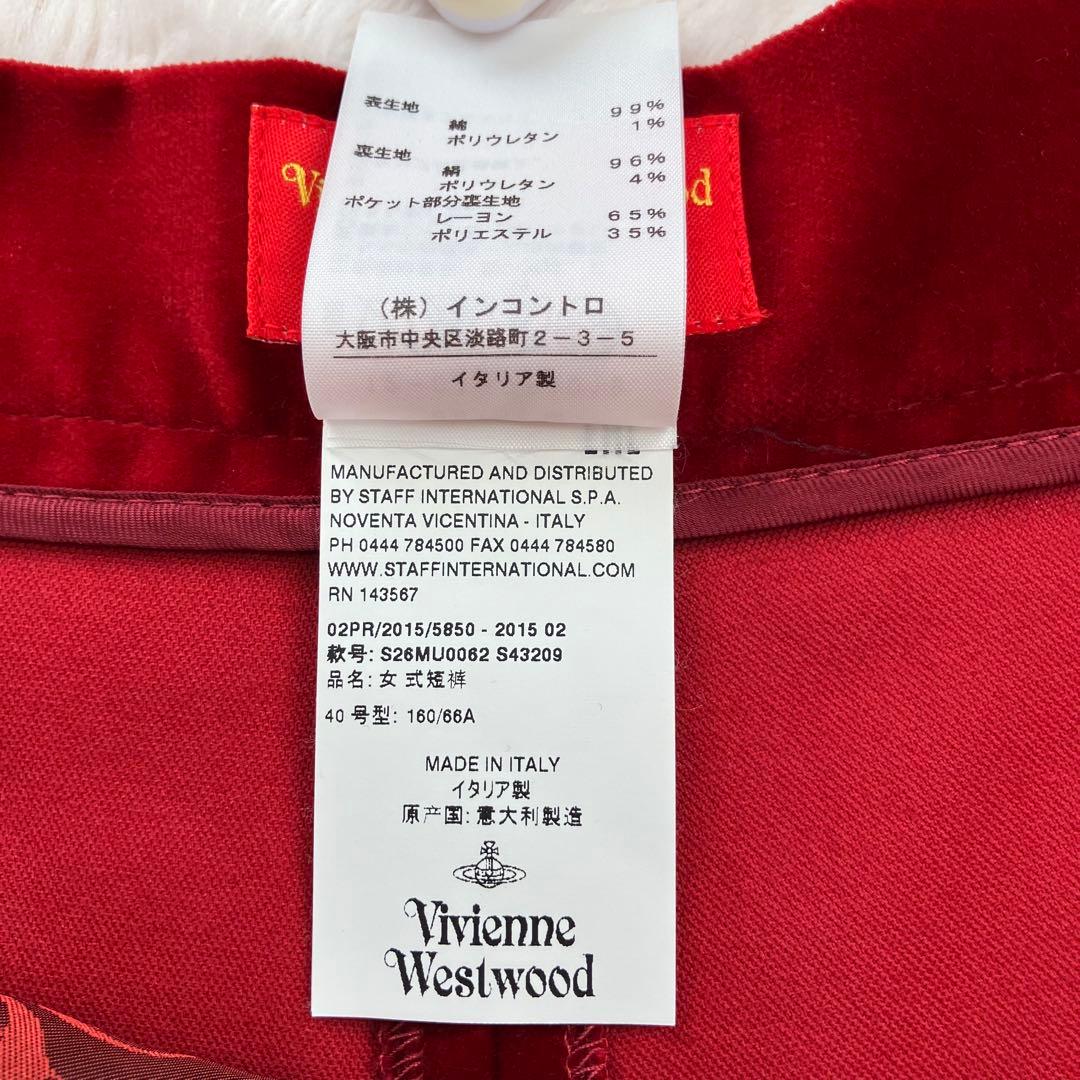 表生地
綿 99%
ポリウレタン 1%
裏生地
絹 96%
ポリウレタン 4%
ポケット部分裏生地
レーヨン 65%
ポリエステル 35%
（株）インコントロ
大阪市中央区淡路町2-3-5
イタリア製
MANUFACTURED AND DISTRIBUTED
BY STAFF INTERNATIONAL S.P.A.
NOVENTA VICENTINA - ITALY
PH 0444 784500 FAX 0444 784580
WWW.STAFFINTERNATIONAL.COM
RN 143567
02PR/2015/5850 - 2015 02
款号: S26MU0062 S43209
品名: 女 式短裤
40 号型: 160/66A
MADE IN ITALY
イタリア製
原产国: 意大利製造
Vivienne
Westwood